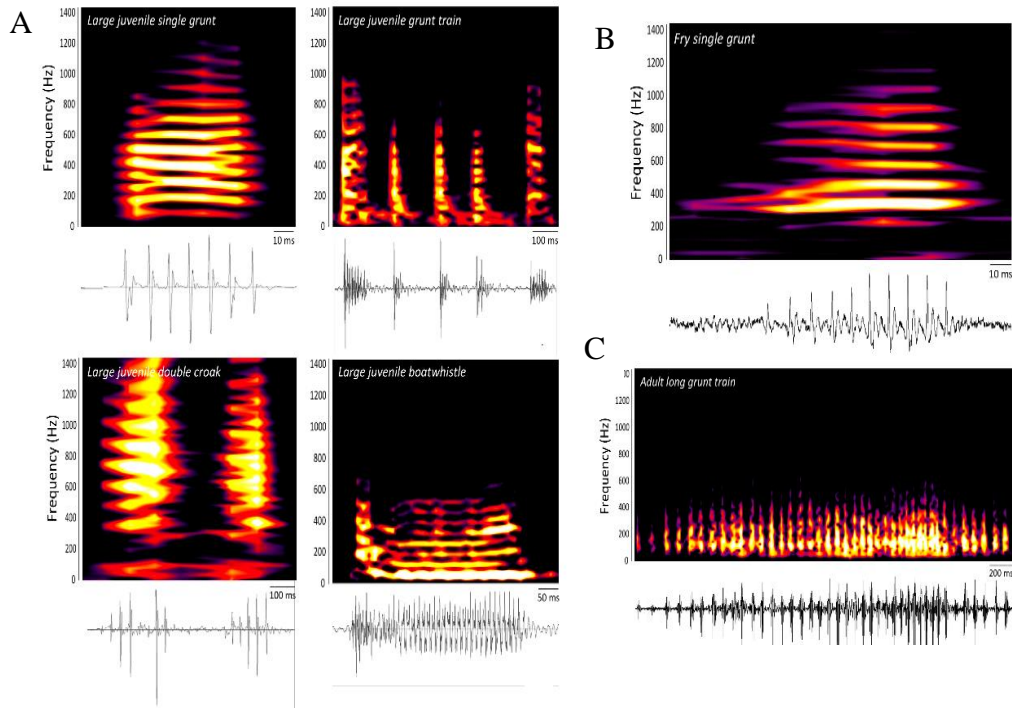 A
Large juvenile single grunt
1400
1200
1000
800
600
400
200
0
Frequency (Hz)
10 ms
Large juvenile grunt train
1400
1200
1000
800
600
400
200
0
100 ms
Large juvenile double croak
1400
1200
1000
800
600
400
200
0
Frequency (Hz)
100 ms
Large juvenile boatwhistle
1400
1200
1000
800
600
400
200
0
50 ms
B
Fry single grunt
1400
1200
1000
800
600
400
200
0
Frequency (Hz)
10 ms
C
Adult long grunt train
10
1200
1000
800
600
400
200
0
Frequency (Hz)
200 ms